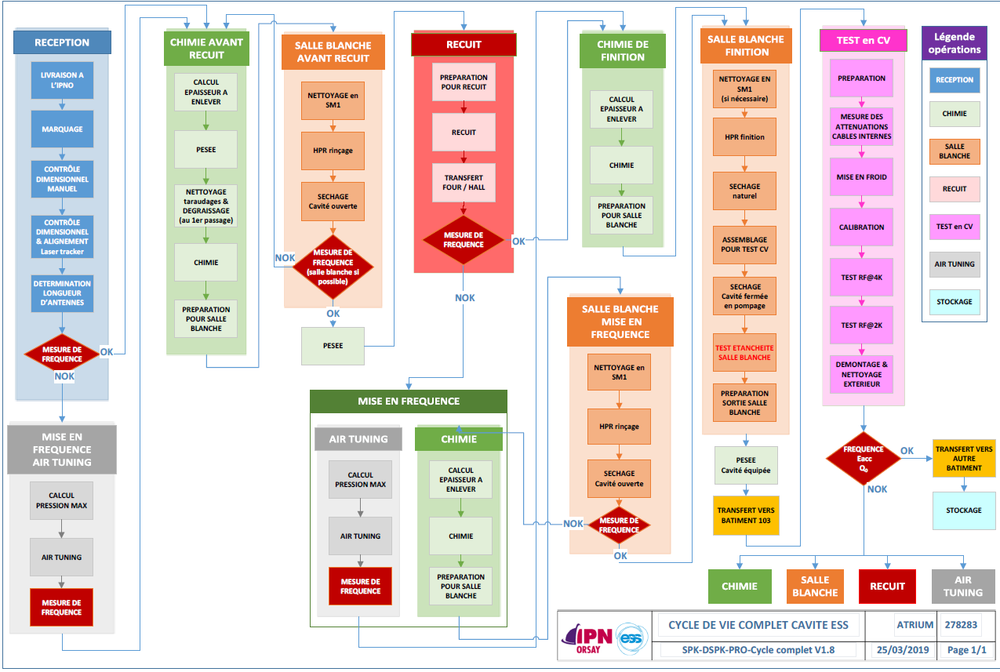 RECEPTION
LIVRAISON A
L'IPNO
MARQUAGE
CONTRÔLE
DIMENSIONNEL
MANUEL
CONTRÔLE
DIMENSIONNEL
& ALIGNEMENT
Laser tracker
DETERMINATION
LONGUEUR
D'ANTENNES
MESURE DE
FREQUENCE
OK
NOK
MISE EN
FREQUENCE
AIR TUNING
CALCUL
PRESSION MAX
AIR TUNING
MESURE DE
FREQUENCE
CHIMIE AVANT
RECUIT
CALCUL
EPAISSEUR A
ENLEVER
PESEE
NETTOYAGE
taraudages &
DEGRAISSAGE
(au 1er passage)
CHIMIE
PREPARATION
POUR SALLE
BLANCHE
SALLE BLANCHE
AVANT RECUIT
NETTOYAGE en
SM1
HPR rinçage
SECHAGE
Cavité ouverte
MESURE DE
FREQUENCE
(salle blanche si
possible)
NOK
OK
PESEE
RECUIT
PREPARATION
POUR RECUIT
RECUIT
TRANSFERT
FOUR / HALL
MESURE DE
FREQUENCE
OK
NOK
MISE EN FREQUENCE
AIR TUNING
CALCUL
PRESSION MAX
AIR TUNING
MESURE DE
FREQUENCE
CHIMIE
CALCUL
EPAISSEUR A
ENLEVER
CHIMIE
PREPARATION
POUR SALLE
BLANCHE
CHIMIE DE
FINITION
CALCUL
EPAISSEUR A
ENLEVER
CHIMIE
PREPARATION
POUR SALLE
BLANCHE
SALLE BLANCHE
MISE EN
FREQUENCE
NETTOYAGE en
SM1
HPR rinçage
SECHAGE
Cavité ouverte
MESURE DE
FREQUENCE
NOK
OK
SALLE BLANCHE
FINITION
NETTOYAGE EN
SM1
(si nécessaire)
HPR finition
SECHAGE
naturel
ASSEMBLAGE
POUR TEST CV
SECHAGE
Cavité fermée
en pompage
TEST ETANCHEITE
SALLE BLANCHE
PREPARATION
SORTIE SALLE
BLANCHE
PESEE
Cavité équipée
TRANSFERT VERS
BATIMENT 103
TEST en CV
PREPARATION
MESURE DES
ATTENUATIONS
CABLES INTERNES
MISE EN FROID
CALIBRATION
TEST RF@4K
TEST RF@2K
DEMONTAGE &
NETTOYAGE
EXTERIEUR
FREQUENCE
Eacc
Q₀
OK
NOK
TRANSFERT VERS
AUTRE
BATIMENT
STOCKAGE
CHIMIE
SALLE
BLANCHE
RECUIT
AIR
TUNING
Légende
opérations
RECEPTION
CHIMIE
SALLE
BLANCHE
RECUIT
TEST en CV
AIR TUNING
STOCKAGE
IPN
ORSAY
ess
CYCLE DE VIE COMPLET CAVITE ESS
ATRIUM
278283
SPK-DSPK-PRO-Cycle complet V1.8
25/03/2019
Page 1/1